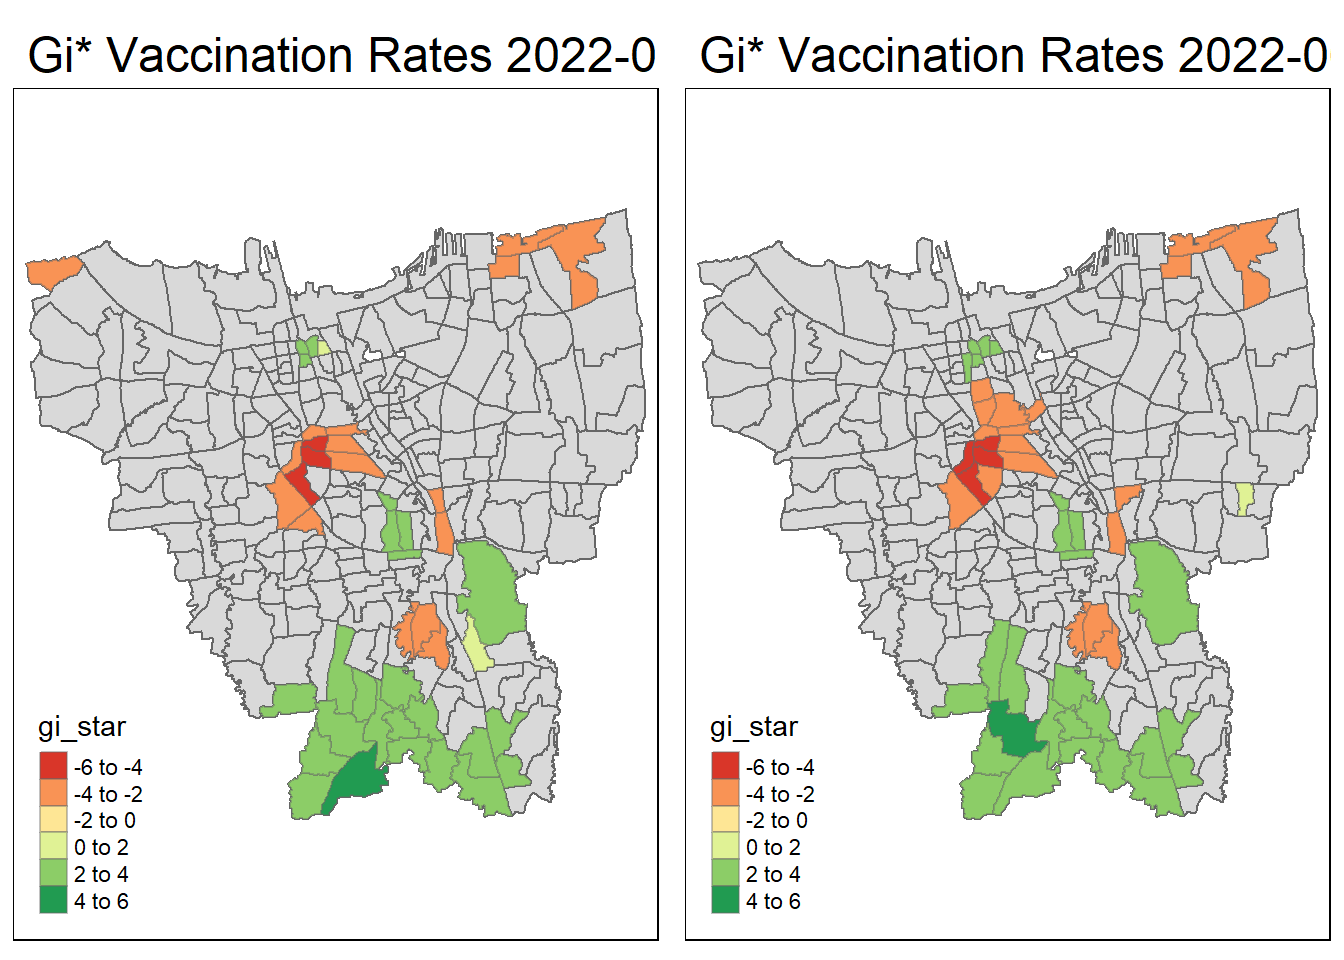 Gi* Vaccination Rates 2022-0
gi_star
-6 to -4
-4 to -2
-2 to 0
0 to 2
2 to 4
4 to 6
Gi* Vaccination Rates 2022-0
gi_star
-6 to -4
-4 to -2
-2 to 0
0 to 2
2 to 4
4 to 6